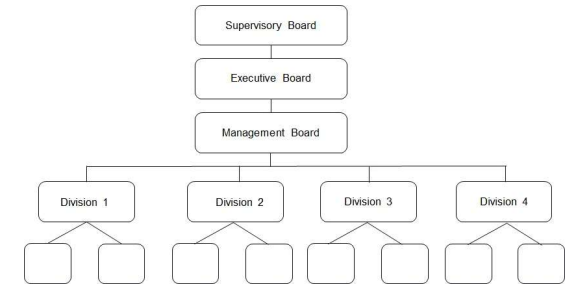 Supervisory Board
Executive Board
Management Board
Division 1
Division 2
Division 3
Division 4